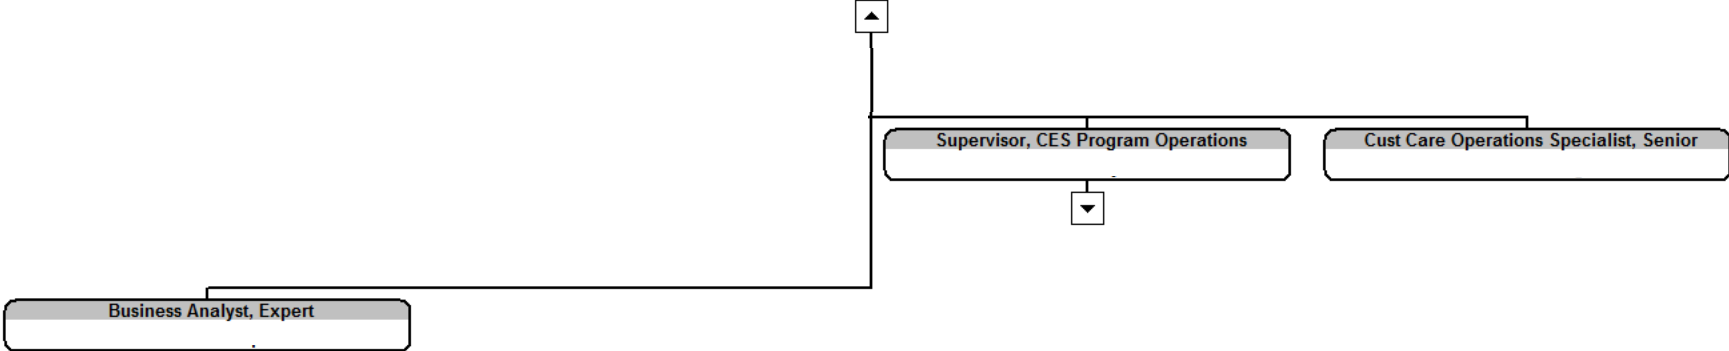 Supervisor, CES Program Operations
Cust Care Operations Specialist, Senior
Business Analyst, Expert